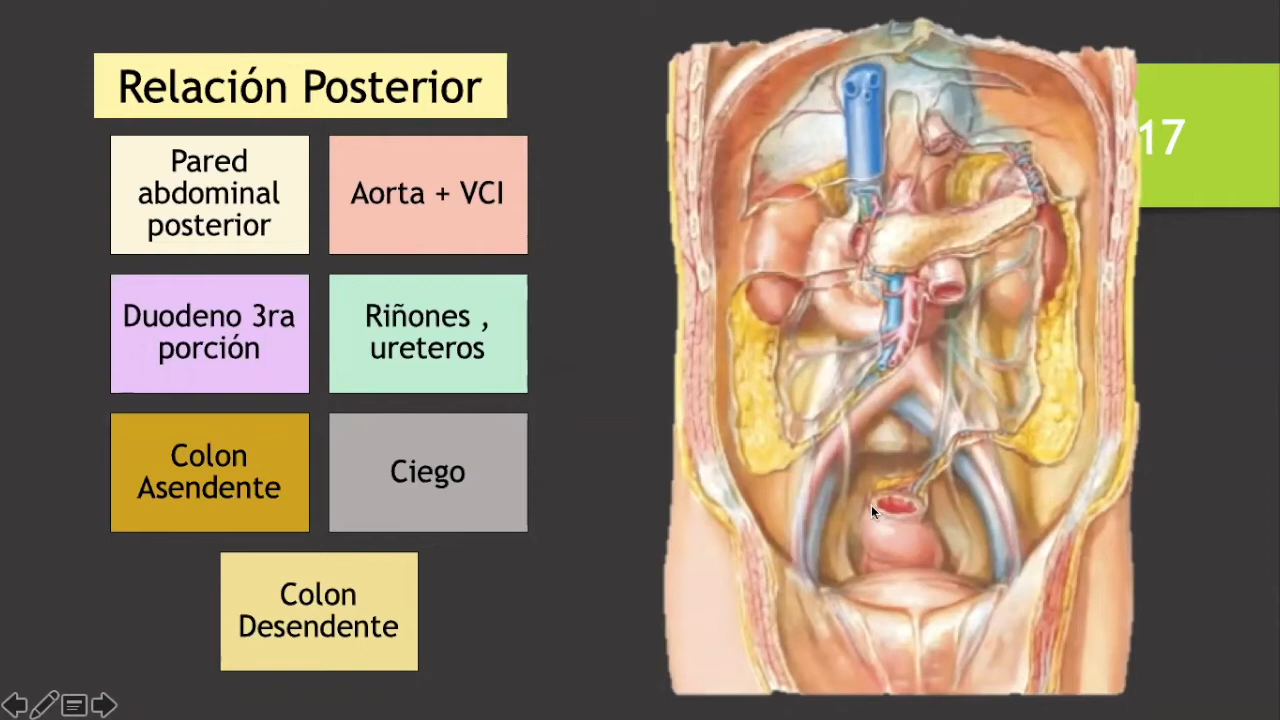 Relación Posterior
17
Pared
abdominal
posterior
Aorta + VCI
Duodeno 3ra
porción
Riñones ,
ureteros
Colon
Asendente
Ciego
Colon
Desendente